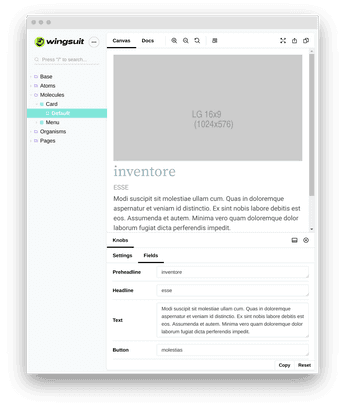 wingsuit
Press "/" to search...
Base
Atoms
Molecules
Card
Default
Menu
Organisms
Pages
Canvas
Docs
LG 16x9
(1024x576)
inventore
ESSE
Modi suscipit sit molestiae ullam cum. Quas in doloremque
aspernatur et veniam id distinctio. Ex sint nobis labore debitis est
eos. Assumenda et autem. Minima vero quam doloremque dolor
laborum fugiat dicta perferendis impedit.
Knobs
Settings
Fields
Preheadline
inventore
Headline
esse
Text
Modi suscipit sit molestiae ullam cum. Quas in doloremque
aspernatur et veniam id distinctio. Ex sint nobis labore debitis est
eos. Assumenda et autem. Minima vero quam doloremque dolor
laborum fugiat dicta perferendis impedit.
Button
molestias
Copy
Reset